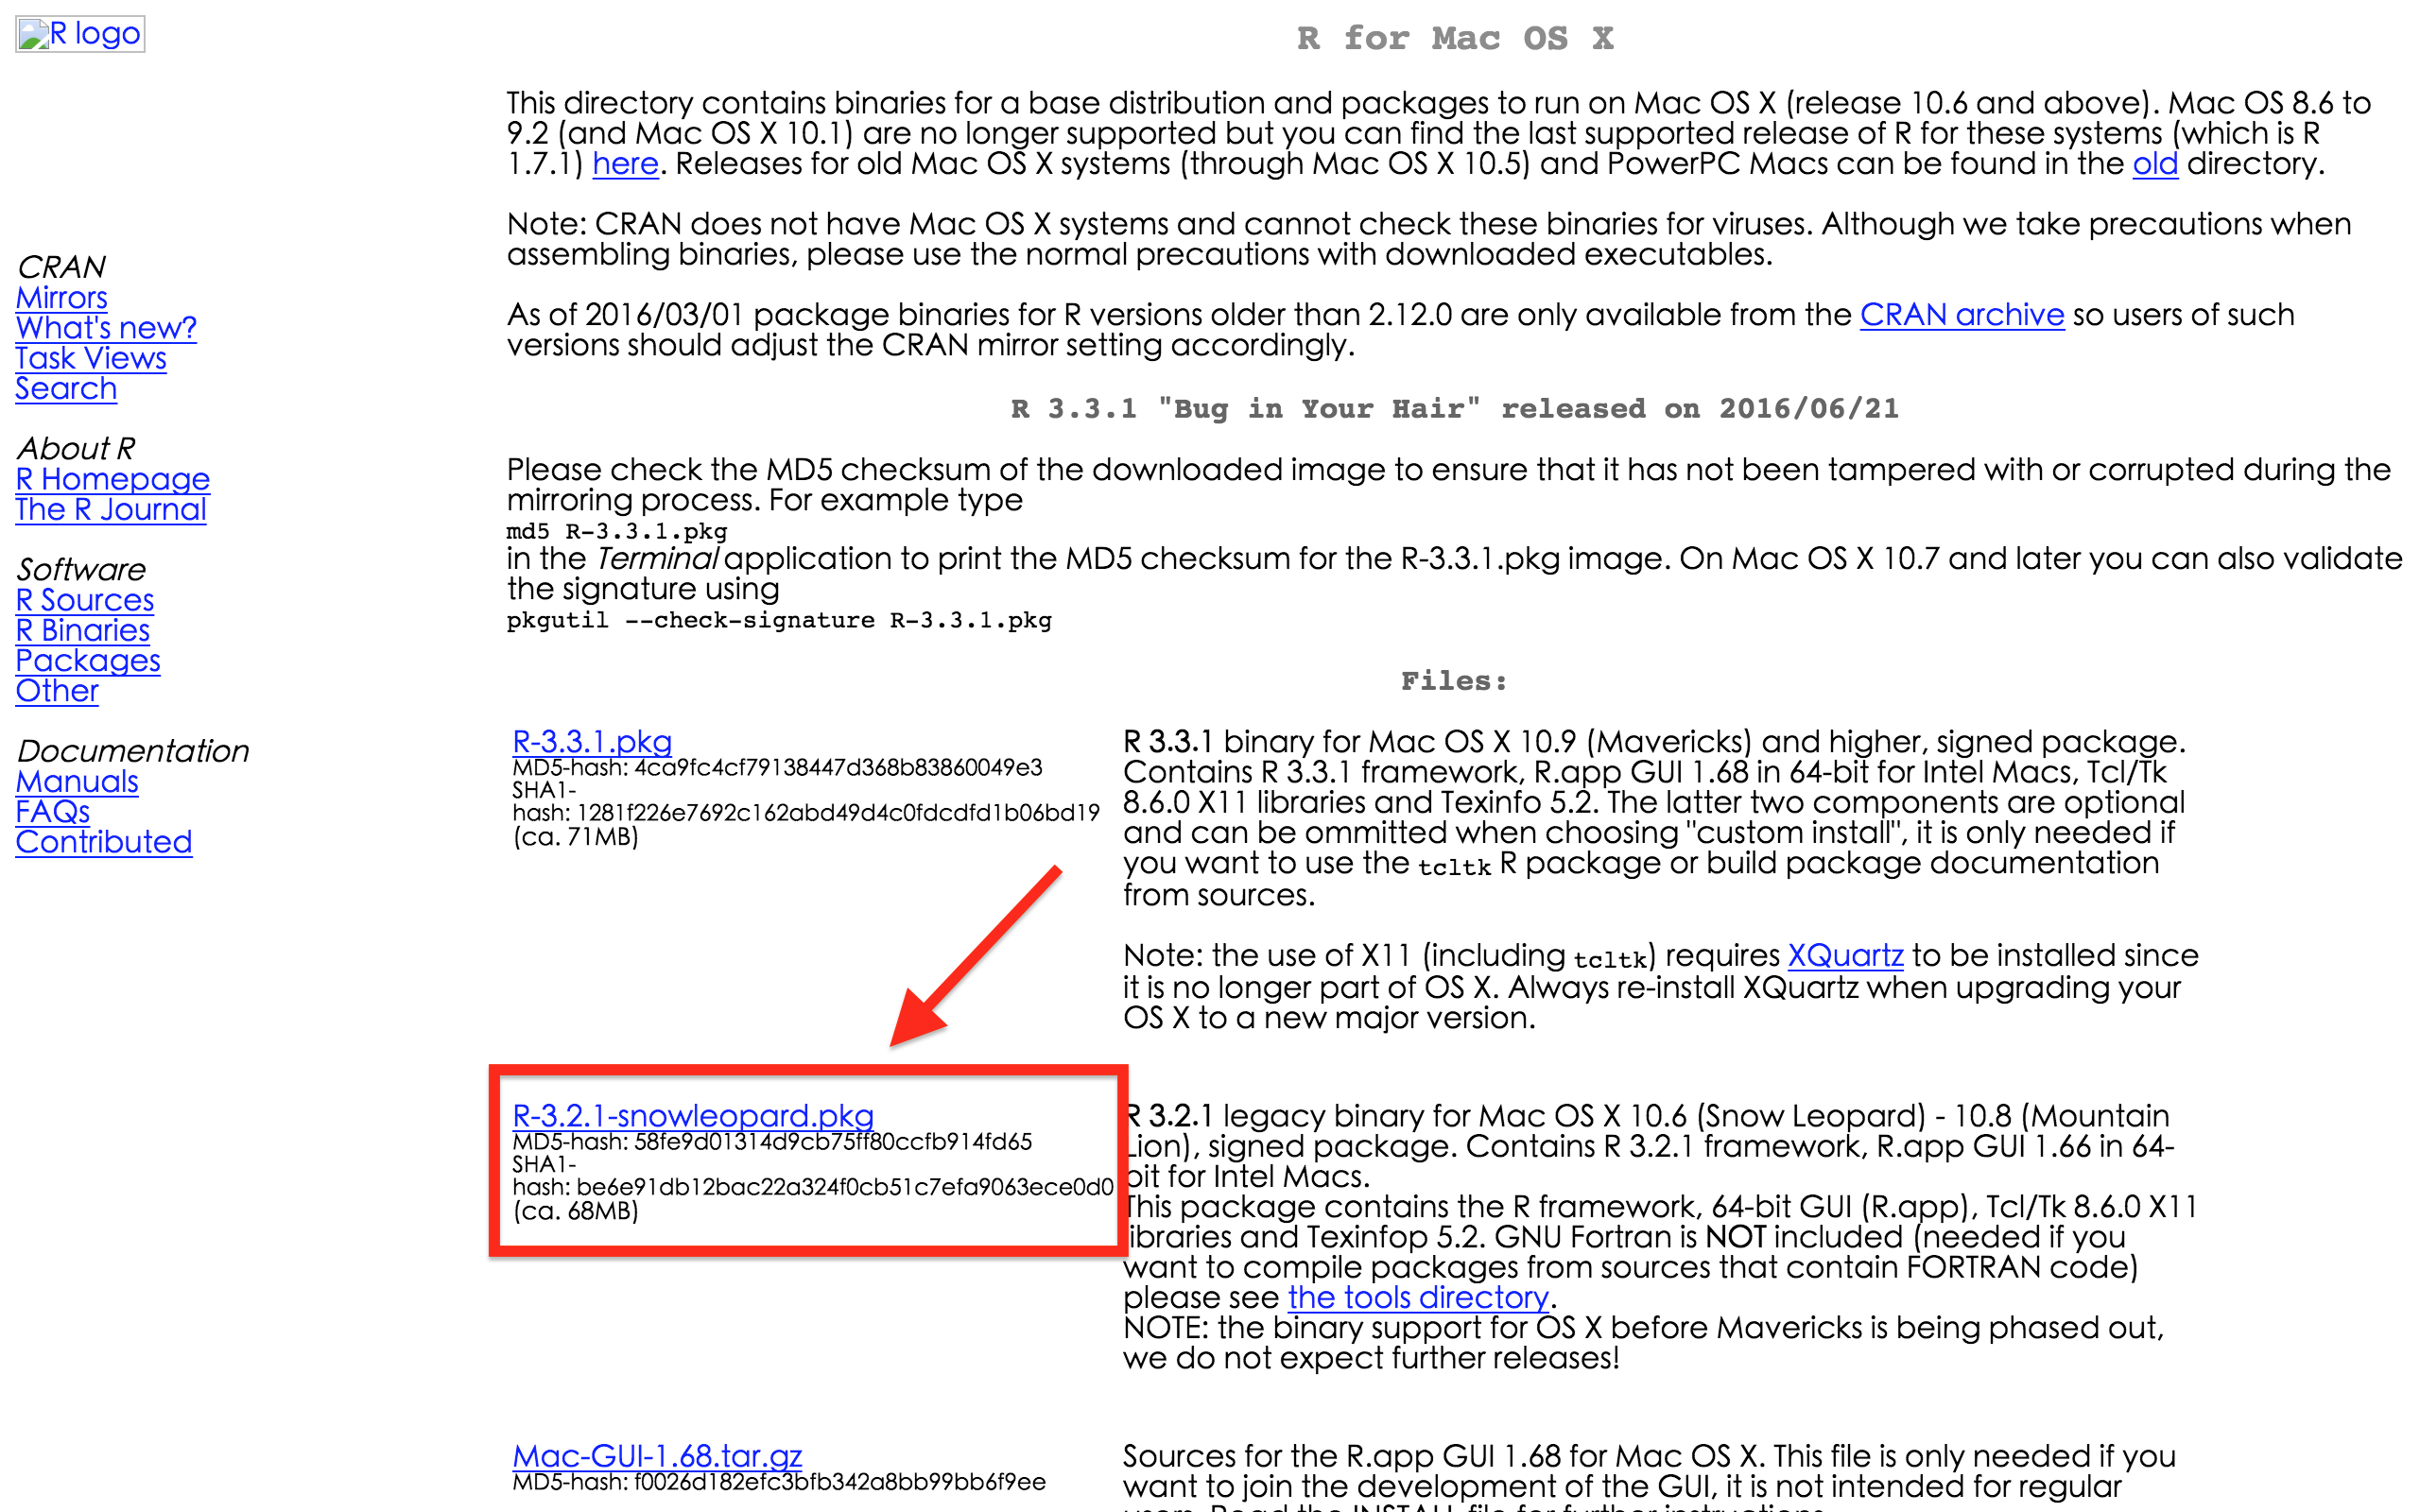 R logo
CRAN
Mirrors
What's new?
Task Views
Search
About R
R Homepage
The R Journal
Software
R Sources
R Binaries
Packages
Other
Documentation
Manuals
FAQs
Contributed
R for Mac OS X
This directory contains binaries for a base distribution and packages to run on Mac OS X (release 10.6 and above). Mac OS 8.6 to
9.2 (and Mac OS X 10.1) are no longer supported but you can find the last supported release of R for these systems (which is R
1.7.1) here. Releases for old Mac OS X systems (through Mac OS X 10.5) and PowerPC Macs can be found in the old directory.
Note: CRAN does not have Mac OS X systems and cannot check these binaries for viruses. Although we take precautions when
assembling binaries, please use the normal precautions with downloaded executables.
As of 2016/03/01 package binaries for R versions older than 2.12.0 are only available from the CRAN archive so users of such
versions should adjust the CRAN mirror setting accordingly.
R 3.3.1 "Bug in Your Hair" released on 2016/06/21
Please check the MD5 checksum of the downloaded image to ensure that it has not been tampered with or corrupted during the
mirroring process. For example type
md5 R-3.3.1.pkg
in the Terminal application to print the MD5 checksum for the R-3.3.1.pkg image. On Mac OS X 10.7 and later you can also validate
the signature using
pkgutil --check-signature R-3.3.1.pkg
Files:
R-3.3.1.pkg
MD5-hash: 4ca9fc4cf79138447d368b83860049e3
SHA1-
hash: 1281f226e7692c162abd49d4c0fdcdfd1b06bd19
(ca. 71MB)
R 3.3.1 binary for Mac OS X 10.9 (Mavericks) and higher, signed package.
Contains R 3.3.1 framework, R.app GUI 1.68 in 64-bit for Intel Macs, Tcl/Tk
8.6.0 X11 libraries and Texinfo 5.2. The latter two components are optional
and can be ommitted when choosing "custom install", it is only needed if
you want to use the tcltk R package or build package documentation
from sources.
Note: the use of X11 (including tcltk) requires XQuartz to be installed since
it is no longer part of OS X. Always re-install XQuartz when upgrading your
OS X to a new major version.
R-3.2.1-snowleopard.pkg
MD5-hash: 58fe9d01314d9cb75ff80ccfb914fd65
SHA1-
hash: be6e91db12bac22a324f0cb51c7efa9063ece0d0
(ca. 68MB)
R 3.2.1 legacy binary for Mac OS X 10.6 (Snow Leopard) - 10.8 (Mountain
Lion), signed package. Contains R 3.2.1 framework, R.app GUI 1.66 in 64-
bit for Intel Macs.
This package contains the R framework, 64-bit GUI (R.app), Tcl/Tk 8.6.0 X11
libraries and Texinfop 5.2. GNU Fortran is NOT included (needed if you
want to compile packages from sources that contain FORTRAN code)
please see the tools directory.
NOTE: the binary support for OS X before Mavericks is being phased out,
we do not expect further releases!
Mac-GUI-1.68.tar.gz
MD5-hash: f0026d182efc3bfb342a8bb99bb6f9ee
Sources for the R.app GUI 1.68 for Mac OS X. This file is only needed if you
want to join the development of the GUI, it is not intended for regular
users. Read the INSTALL file for further instructions.